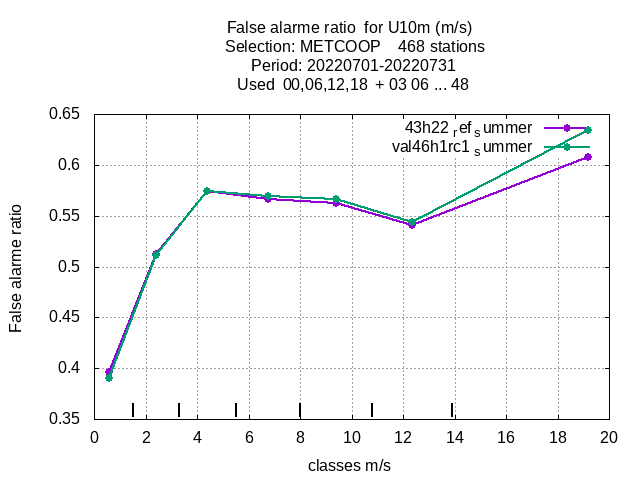 False alarme ratio  for U10m (m/s)
Selection: METCOOP    468 stations
Period: 20220701-20220731
Used  00,06,12,18  + 03 06 ... 48
43h22 ref summer
val46h1rc1 summer
0.65
0.6
0.55
0.5
0.45
0.4
0.35
False alarme ratio
0 2 4 6 8 10 12 14 16 18 20
classes m/s